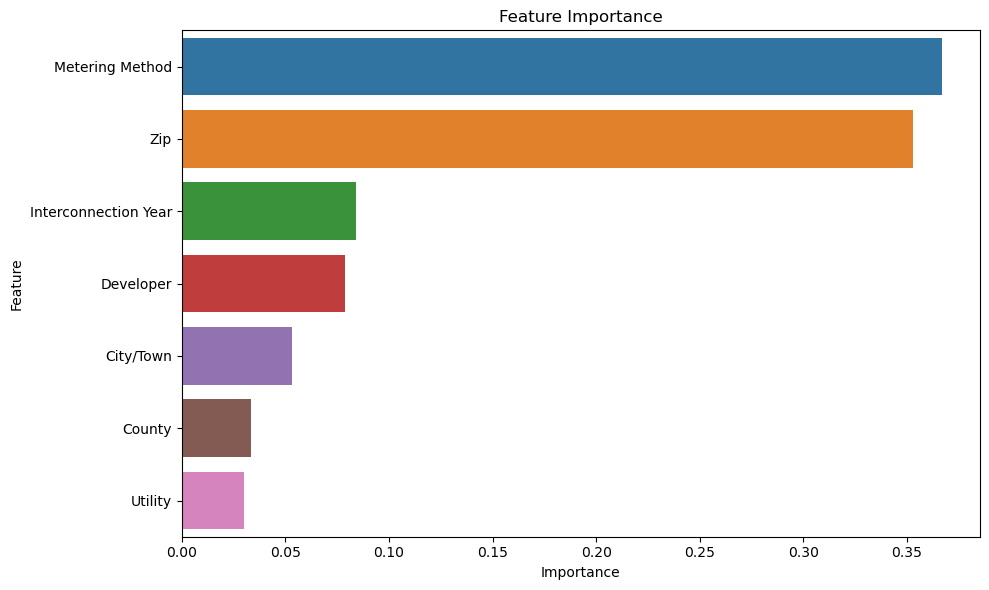 Feature Importance
Metering Method
Zip
Interconnection Year
Developer
City/Town
County
Utility
Feature
0.00 0.05 0.10 0.15 0.20 0.25 0.30 0.35
Importance